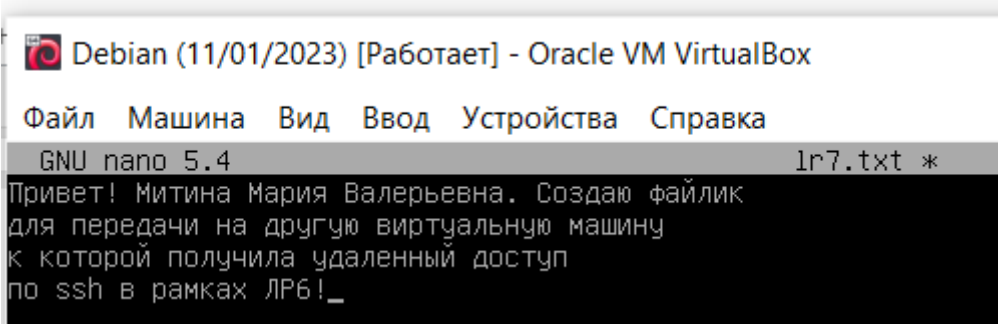 Debian (11/01/2023) [Работает] - Oracle VM VirtualBox
Файл Машина Вид Ввод Устройства Справка
GNU nano 5.4 lr7.txt *
Привет! Митина Мария Валерьевна. Создаю файлик
для передачи на другую виртуальную машину
к которой получила удаленный доступ
по ssh в рамках ЛР6!_